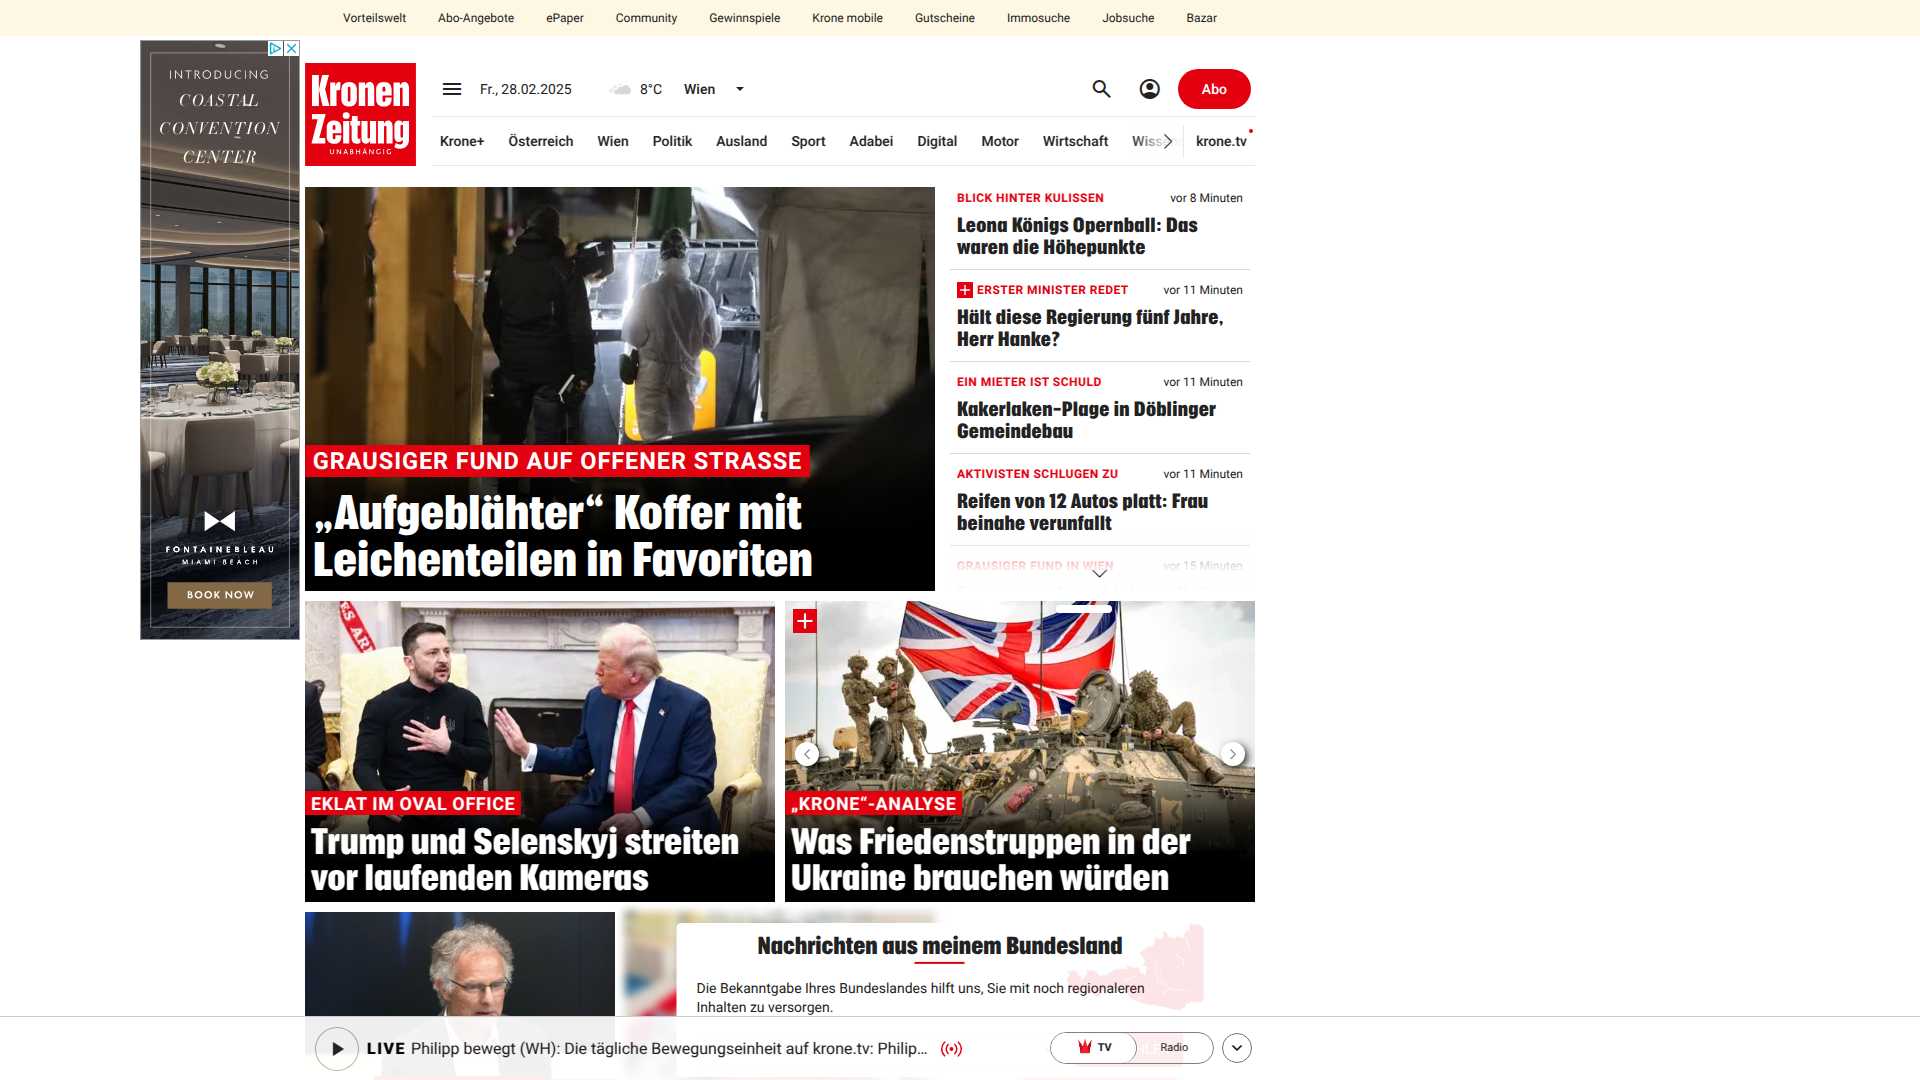 Vorteilswelt Abo-Angebote ePaper Community Gewinnspiele Krone mobile Gutscheine Immosuche Jobsuche Bazar
INTRODUCING
COASTAL
CONVENTION
CENTER
FONTAINEBLEAU
MIAMI BEACH
BOOK NOW
Kronen
Zeitung
UNABHÄNGIG
Fr., 28.02.2025 8°C Wien
Abo
Krone+ Österreich Wien Politik Ausland Sport Adabei Digital Motor Wirtschaft krone.tv
GRAUSIGER FUND AUF OFFENER STRASSE
„Aufgeblähter“ Koffer mit
Leichenteilen in Favoriten
BLICK HINTER KULISSEN vor 8 Minuten
Leona Königs Opernball: Das
waren die Höhepunkte
ERSTER MINISTER REDET vor 11 Minuten
Hält diese Regierung fünf Jahre,
Herr Hanke?
EIN MIETER IST SCHULD vor 11 Minuten
Kakerlaken-Plage in Döblinger
Gemeindebau
AKTIVISTEN SCHLUGEN ZU vor 11 Minuten
Reifen von 12 Autos platt: Frau
beinahe verunfallt
GRAUSIGER FUND IN WIEN vor 15 Minuten
EKLAT IM OVAL OFFICE
Trump und Selenskyj streiten
vor laufenden Kameras
„KRONE“-ANALYSE
Was Friedenstruppen in der
Ukraine brauchen würden
Nachrichten aus meinem Bundesland
Die Bekanntgabe Ihres Bundeslandes hilft uns, Sie mit noch regionaleren
Inhalten zu versorgen.
LIVE Philipp bewegt (WH): Die tägliche Bewegungseinheit auf krone.tv: Philip...
TV Radio